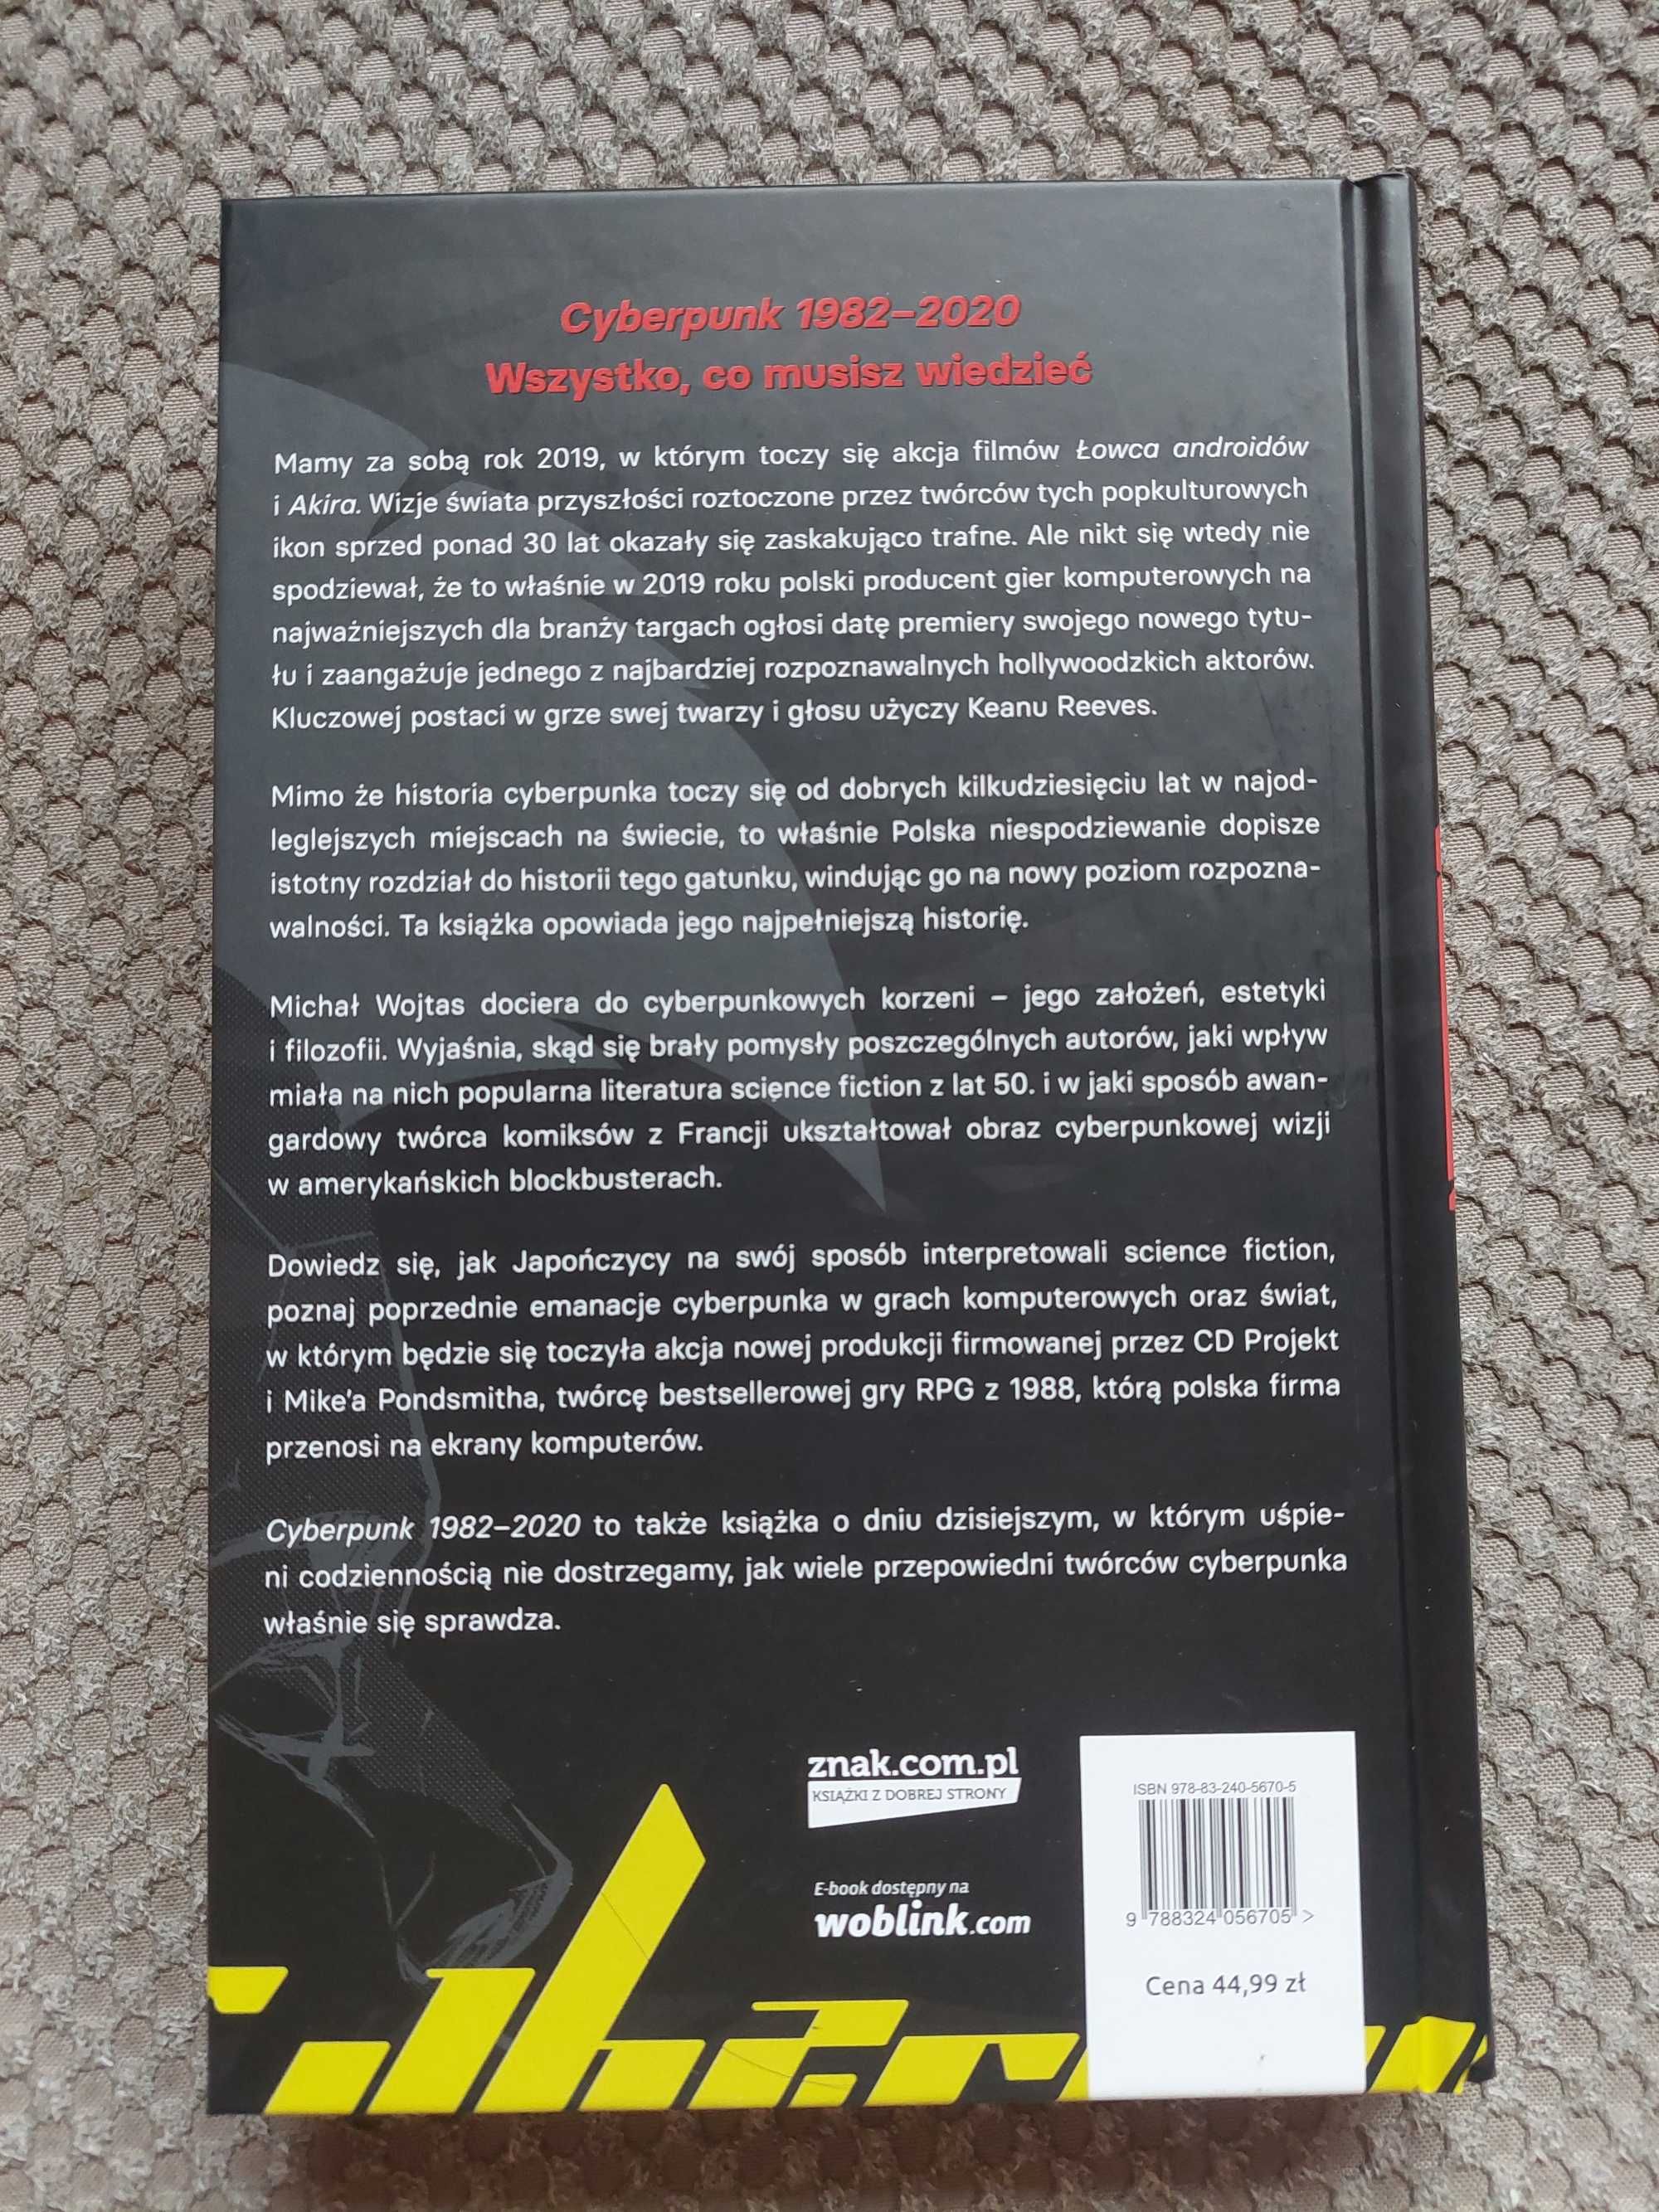 Cyberpunk 1982–2020
Wszystko, co musisz wiedzieć
Mamy za sobą rok 2019, w którym toczy się akcja filmów Łowca androidów
i Akira. Wizje świata przyszłości roztoczone przez twórców tych popkulturowych
ikon sprzed ponad 30 lat okazały się zaskakująco trafne. Ale nikt się wtedy nie
spodziewał, że to właśnie w 2019 roku polski producent gier komputerowych na
najważniejszych dla branży targach ogłosi datę premiery swojego nowego tytu-
łu i zaangażuje jednego z najbardziej rozpoznawalnych hollywoodzkich aktorów.
Kluczowej postaci w grze swej twarzy i głosu użyczy Keanu Reeves.
Mimo że historia cyberpunka toczy się od dobrych kilkudziesięciu lat w najod-
leglejszych miejscach na świecie, to właśnie Polska niespodziewanie dopisze
istotny rozdział do historii tego gatunku, windując go na nowy poziom rozpozna-
walności. Ta książka opowiada jego najpełniejszą historię.
Michał Wojtas dociera do cyberpunkowych korzeni – jego założeń, estetyki
i filozofii. Wyjaśnia, skąd się brały pomysły poszczególnych autorów, jaki wpływ
miała na nich popularna literatura science fiction z lat 50. i w jaki sposób awan-
gardowy twórca komiksów z Francji ukształtował obraz cyberpunkowej wizji
w amerykańskich blockbusterach.
Dowiedz się, jak Japończycy na swój sposób interpretowali science fiction,
poznaj poprzednie emanacje cyberpunka w grach komputerowych oraz świat,
w którym będzie się toczyła akcja nowej produkcji firmowanej przez CD Projekt
i Mike'a Pondsmitha, twórcę bestsellerowej gry RPG z 1988, którą polska firma
przenosi na ekrany komputerów.
Cyberpunk 1982–2020 to także książka o dniu dzisiejszym, w którym uśpie-
ni codziennością nie dostrzegamy, jak wiele przepowiedni twórców cyberpunka
właśnie się sprawdza.
znak.com.pl
KSIĄŻKI Z DOBREJ STRONY
E-book dostępny na
woblink.com
ISBN 978-83-240-5670-5
9 788324 056705 >
Cena 44,99 zł